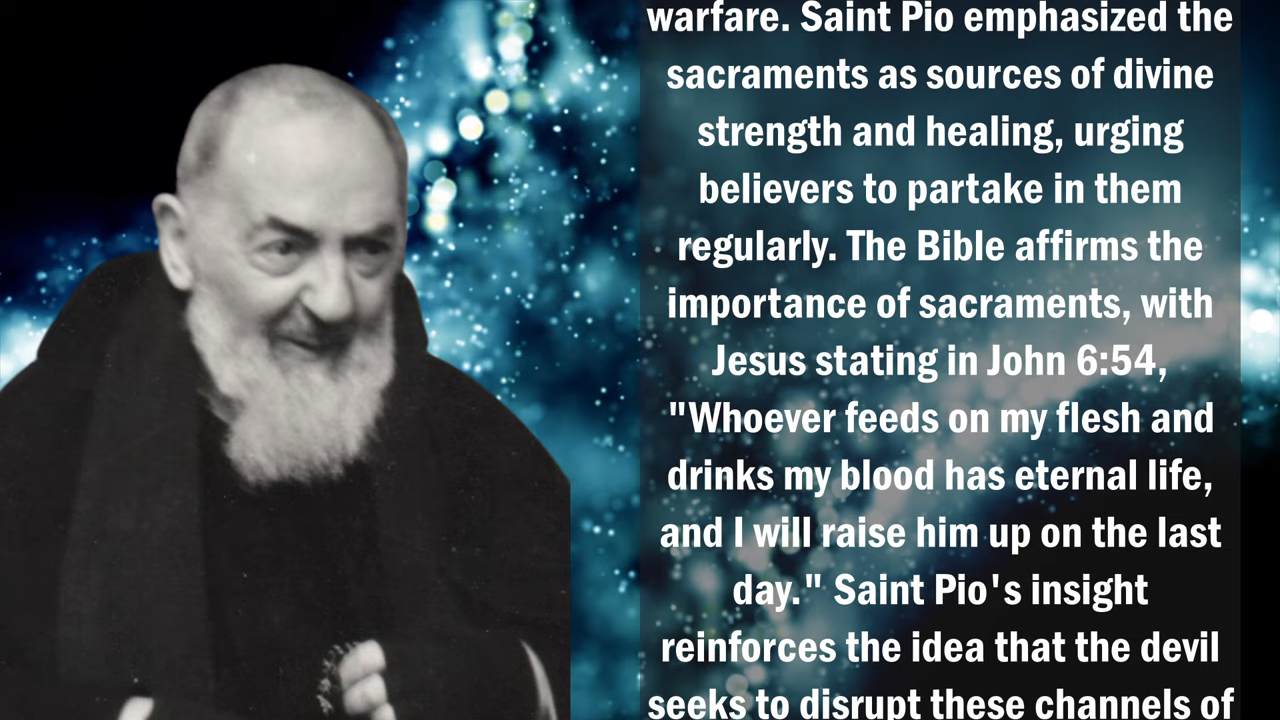 warfare. Saint Pio emphasized the
sacraments as sources of divine
strength and healing, urging
believers to partake in them
regularly. The Bible affirms the
importance of sacraments, with
Jesus stating in John 6:54,
"Whoever feeds on my flesh and
drinks my blood has eternal life,
and I will raise him up on the last
day." Saint Pio's insight
reinforces the idea that the devil
seeks to disrupt these channels of